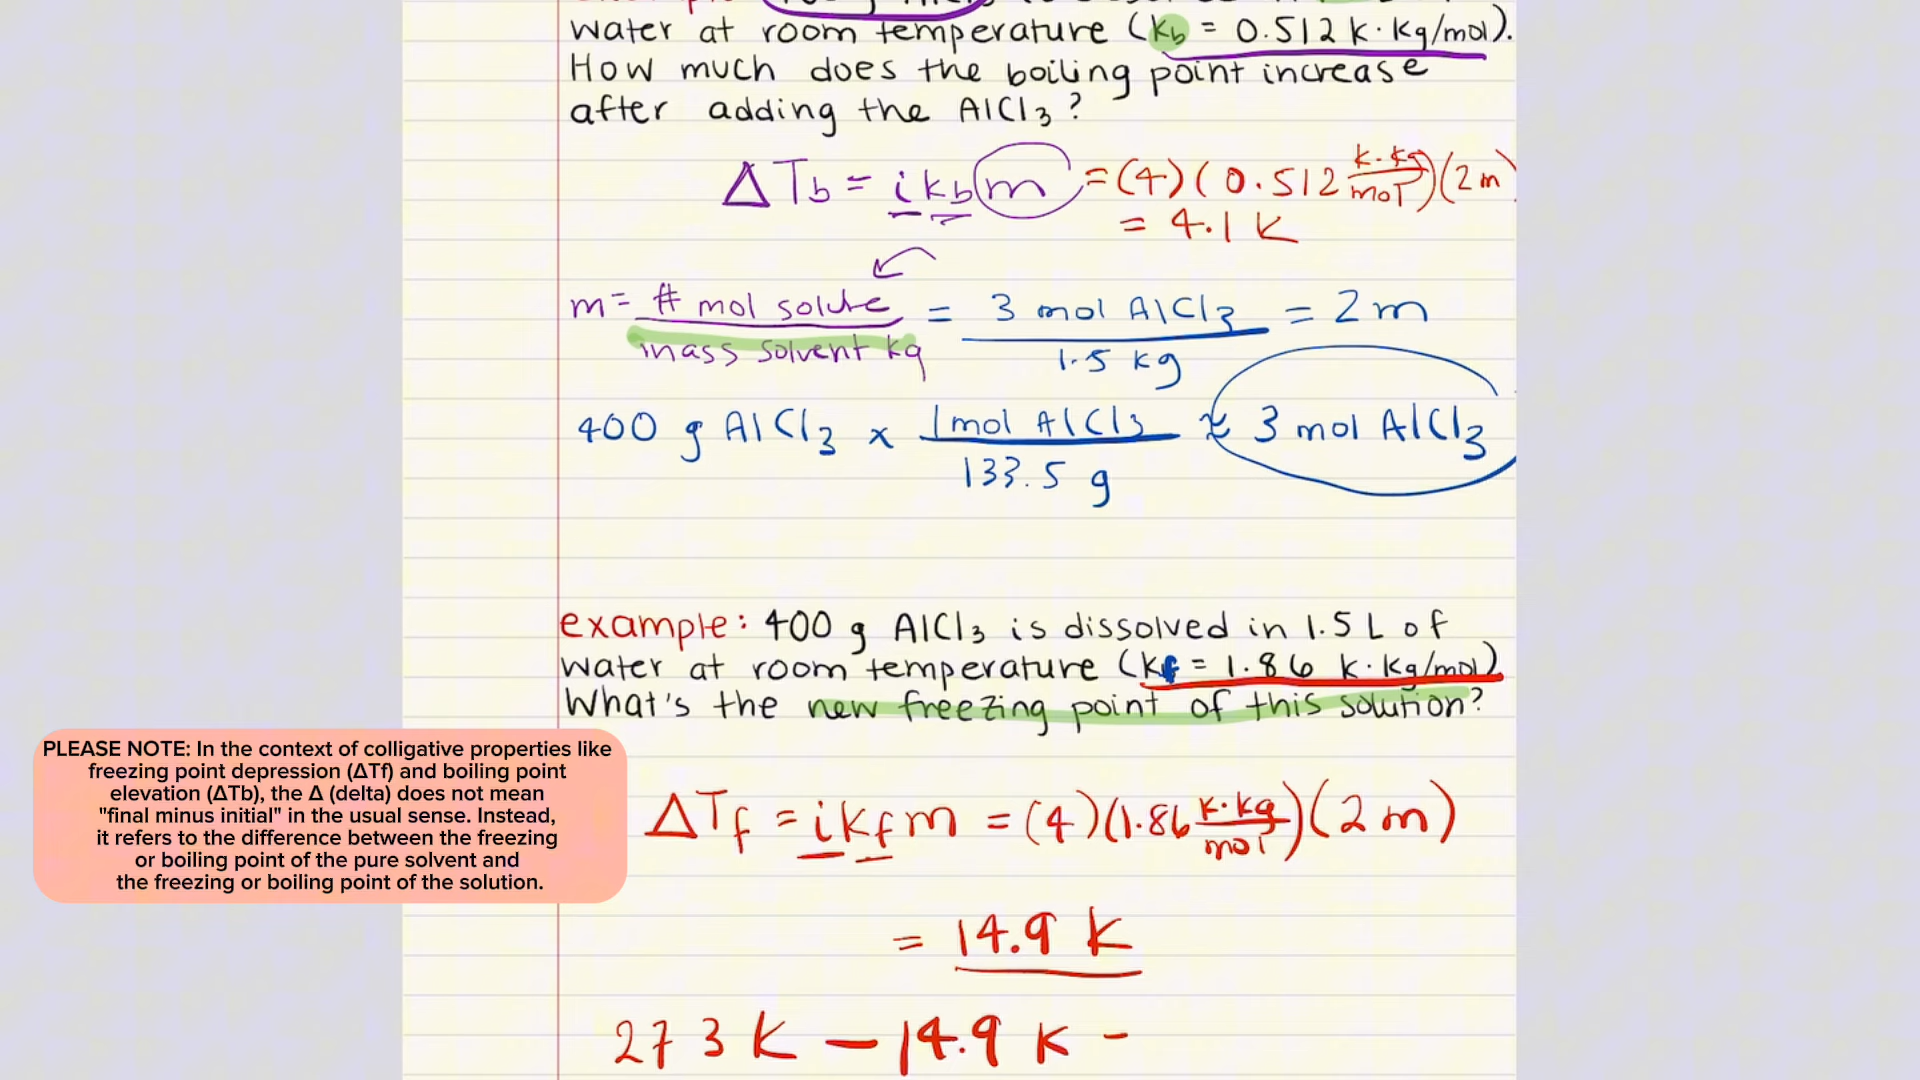 water at room temperature (Kb = 0.512 K·Kg/mol).
How much does the boiling point increase
after adding the AlCl3?
ΔTb = iKb m = (4)(0.512 K·Kg/mol)(2m)
= 4.1 K
m = # mol solute / mass solvent kg = 3 mol AlCl3 / 1.5 kg = 2m
400 g AlCl3 x 1 mol AlCl3 / 133.5 g ≈ 3 mol AlCl3
example: 400 g AlCl3 is dissolved in 1.5 L of
water at room temperature (Kf = 1.86 K·Kg/mol)
What's the new freezing point of this solution?
PLEASE NOTE: In the context of colligative properties like
freezing point depression (ΔTf) and boiling point
elevation (ΔTb), the Δ (delta) does not mean
"final minus initial" in the usual sense. Instead,
it refers to the difference between the freezing
or boiling point of the pure solvent and
the freezing or boiling point of the solution.
ΔTf = iKf m = (4)(1.86 K·Kg/mol)(2m)
= 14.9 K
273 K – 14.9 K –